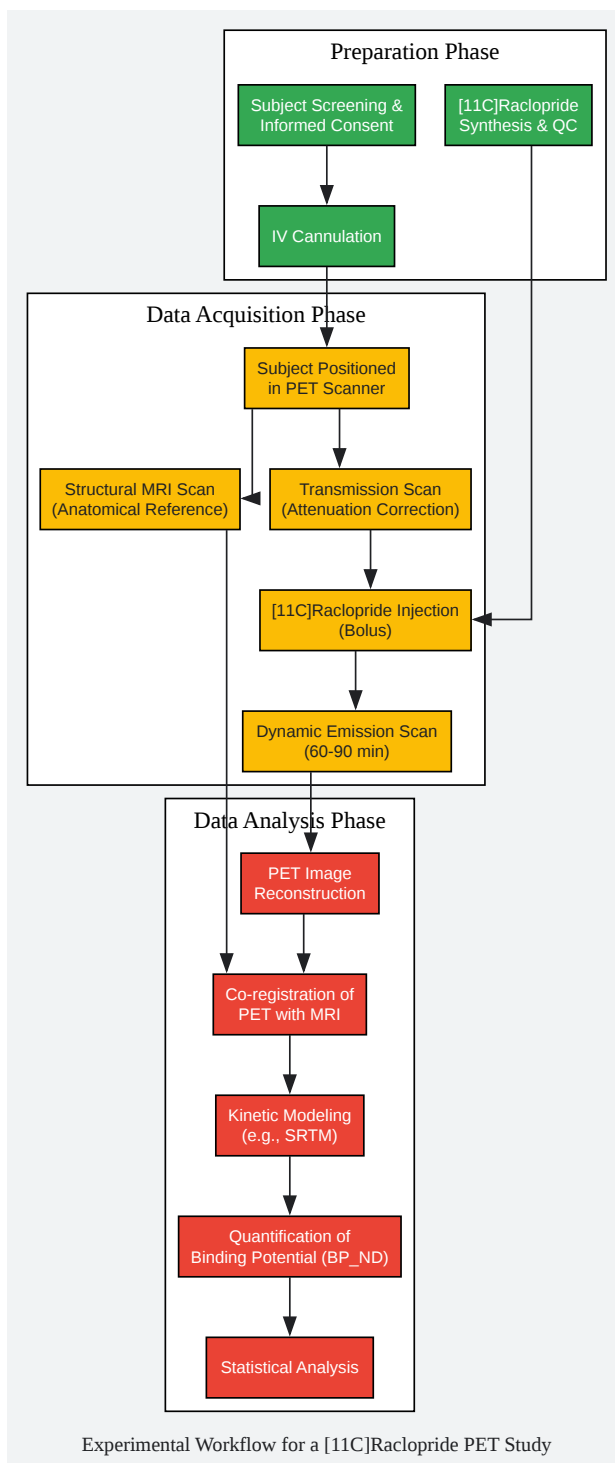 Preparation Phase
Subject Screening &
Informed Consent
[11C]Raclopride
Synthesis & QC
IV Cannulation
Data Acquisition Phase
Subject Positioned
in PET Scanner
Structural MRI Scan
(Anatomical Reference)
Transmission Scan
(Attenuation Correction)
[11C]Raclopride Injection
(Bolus)
Dynamic Emission Scan
(60-90 min)
Data Analysis Phase
PET Image
Reconstruction
Co-registration of
PET with MRI
Kinetic Modeling
(e.g., SRTM)
Quantification of
Binding Potential (BP_ND)
Statistical Analysis
Experimental Workflow for a [11C]Raclopride PET Study